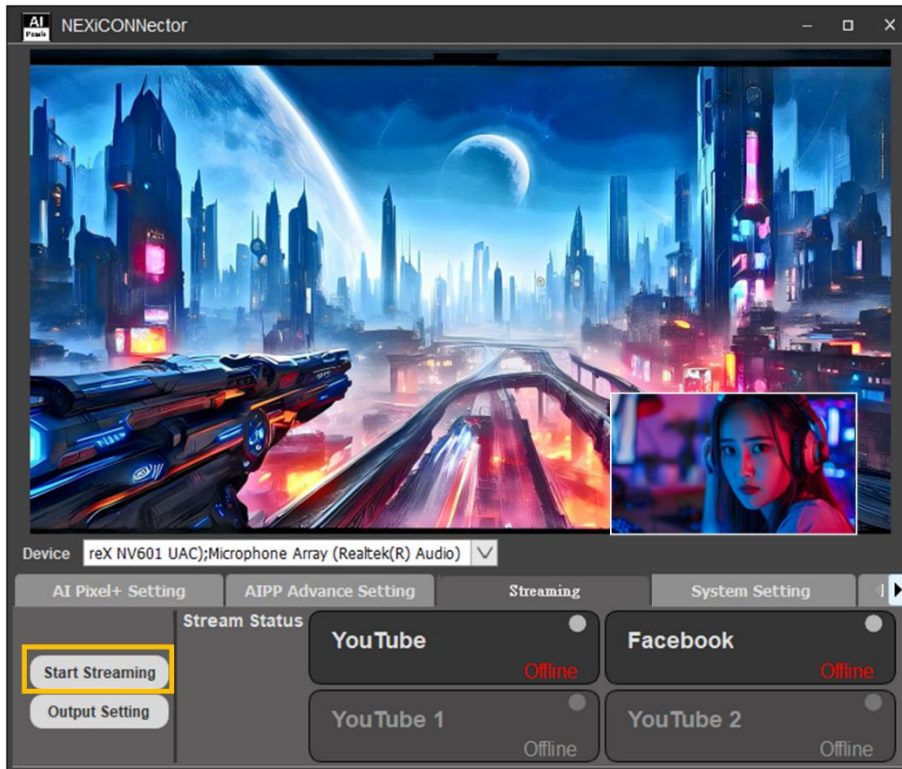 AI
Pixels
NEXiCONNector
Device
reX NV601 UAC);Microphone Array (Realtek(R) Audio)
AI Pixel+ Setting
AIPP Advance Setting
Streaming
System Setting
Stream Status
Start Streaming
Output Setting
YouTube
Offline
Facebook
Offline
YouTube 1
Offline
YouTube 2
Offline